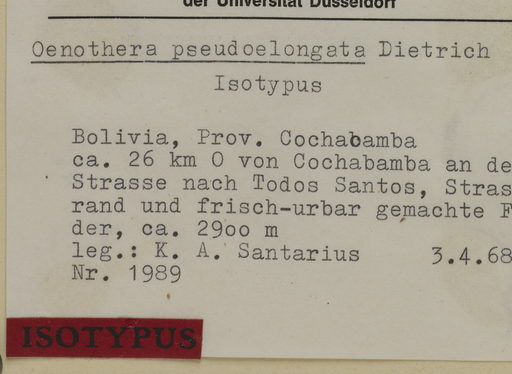 der Universität Düsseldorf
Oenothera pseudoelongata Dietrich
Isotypus
Bolivia, Prov. Cochabamba
ca. 26 km O von Cochabamba an de
Strasse nach Todos Santos, Stras
rand und frisch-urbar gemachte F
der, ca. 29oo m
leg.: K. A. Santarius 3.4.68
Nr. 1989
ISOTYPUS